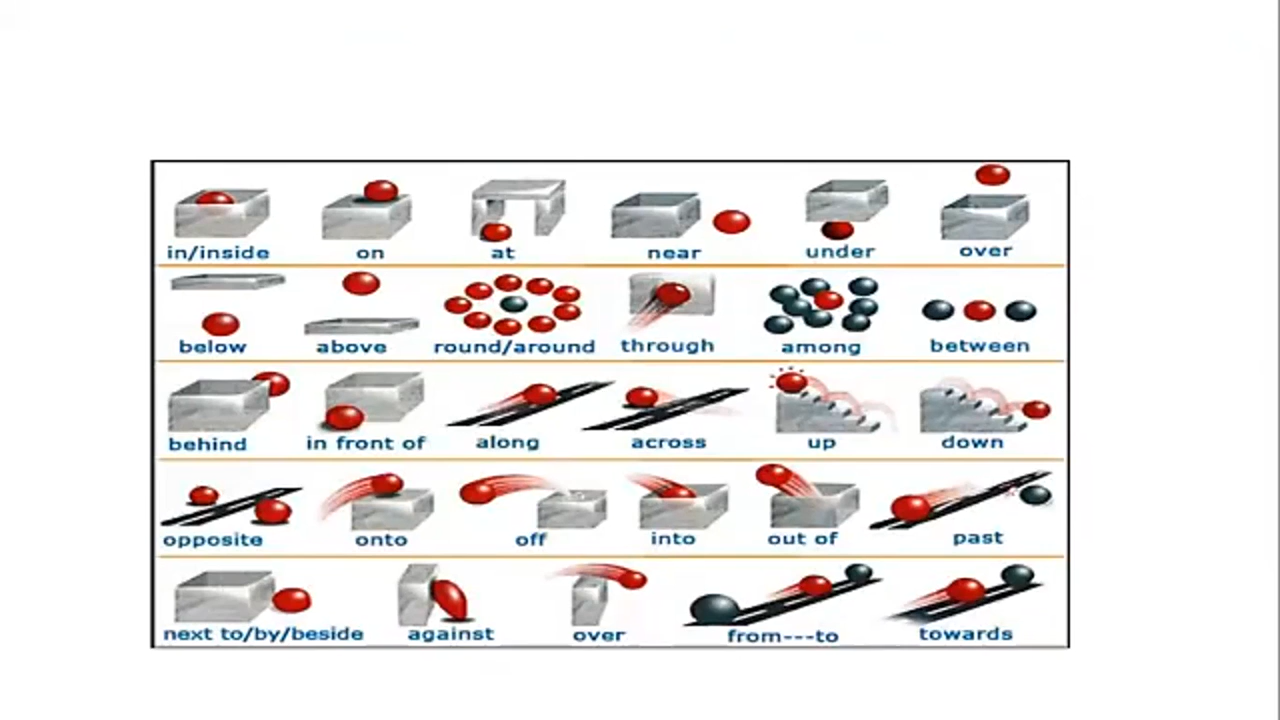 in/inside on at near under over
below above round/around through among between
behind in front of along across up down
opposite onto off into out of past
next to/by/beside against over from---to towards